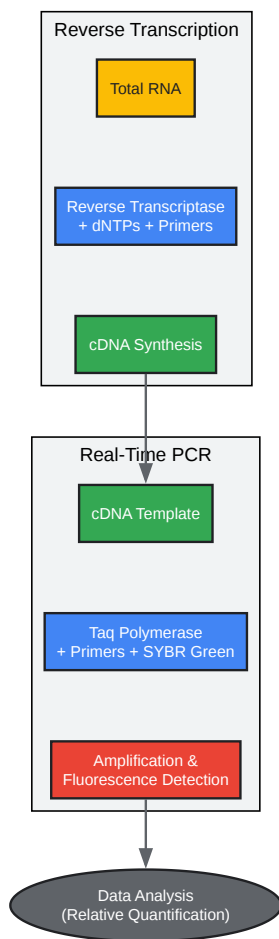 Reverse Transcription
Total RNA
Reverse Transcriptase
+ dNTPs + Primers
cDNA Synthesis
Real-Time PCR
cDNA Template
Taq Polymerase
+ Primers + SYBR Green
Amplification &
Fluorescence Detection
Data Analysis
(Relative Quantification)